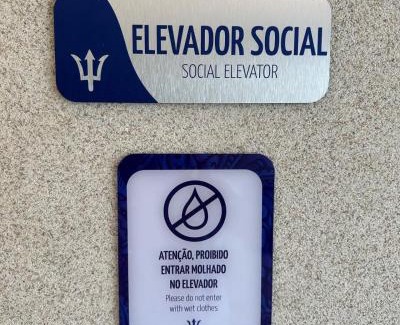 ELEVADOR SOCIAL
SOCIAL ELEVATOR
ATENÇÃO, PROIBIDO
ENTRAR MOLHADO
NO ELEVADOR
Please do not enter
with wet clothes